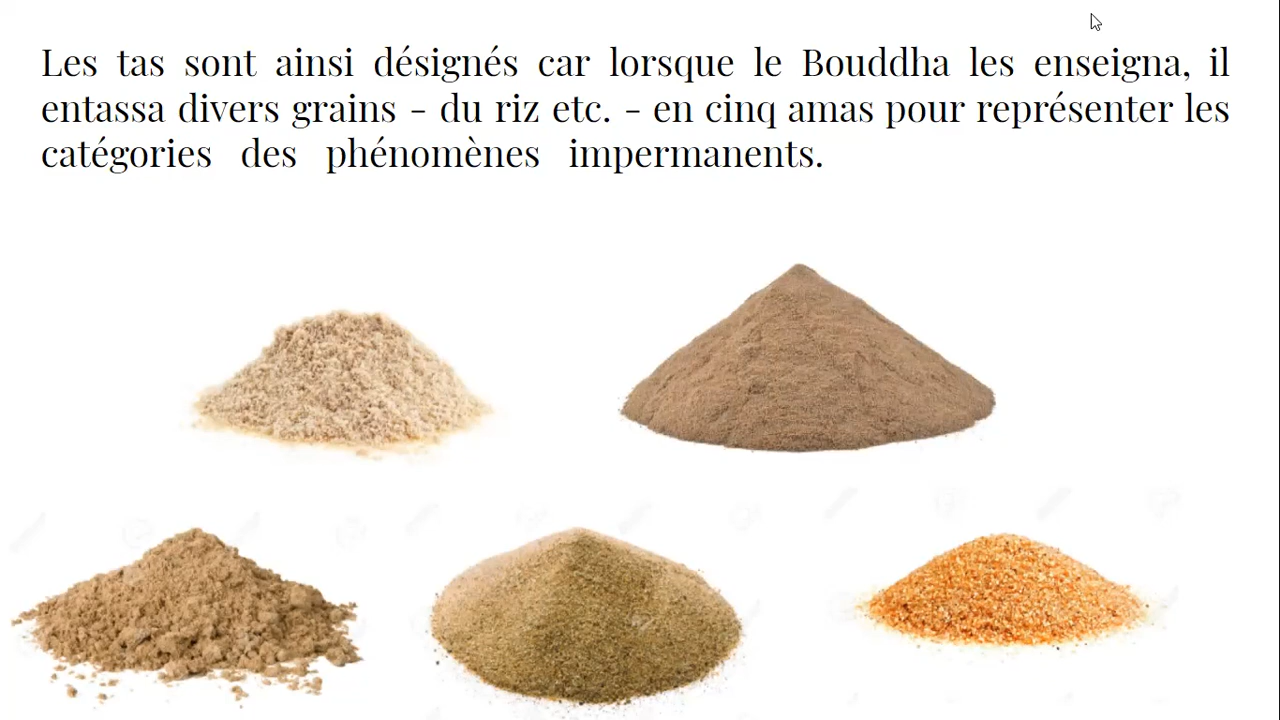 Les tas sont ainsi désignés car lorsque le Bouddha les enseigna, il
entassa divers grains - du riz etc. - en cinq amas pour représenter les
catégories des phénomènes impermanents.